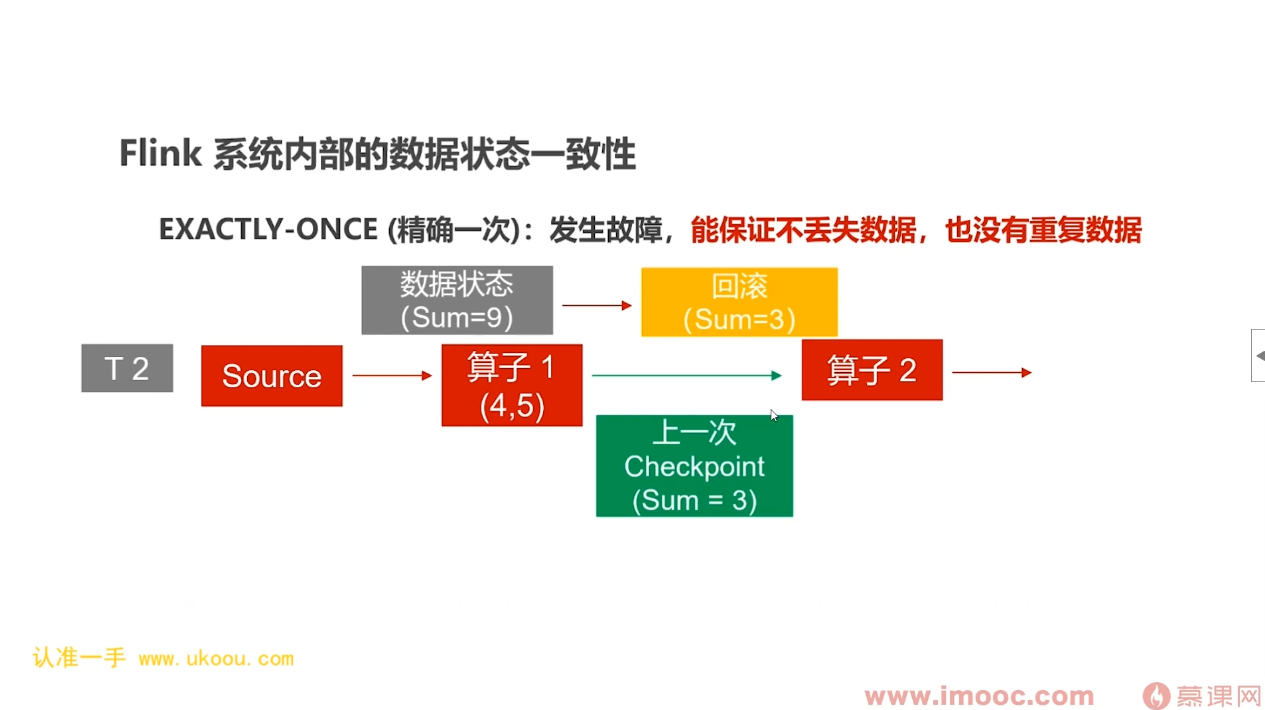 Flink 系统内部的数据状态一致性
EXACTLY-ONCE (精确一次)：发生故障，能保证不丢失数据，也没有重复数据
数据状态
(Sum=9)
回滚
(Sum=3)
T 2
Source
算子 1
(4,5)
算子 2
上一次
Checkpoint
(Sum = 3)
认准一手 www.ukoou.com
www.imooc.com 慕课网